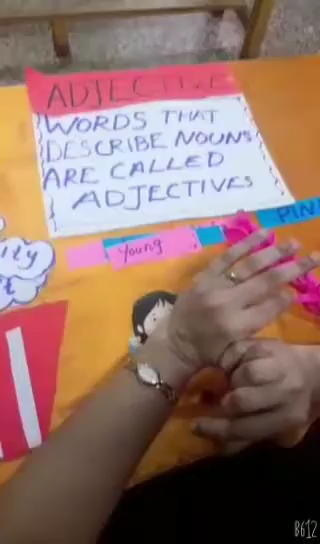 ADJECTIVE
WORDS THAT
DESCRIBE NOUNS
ARE CALLED
ADJECTIVES
PIN
Young
B612